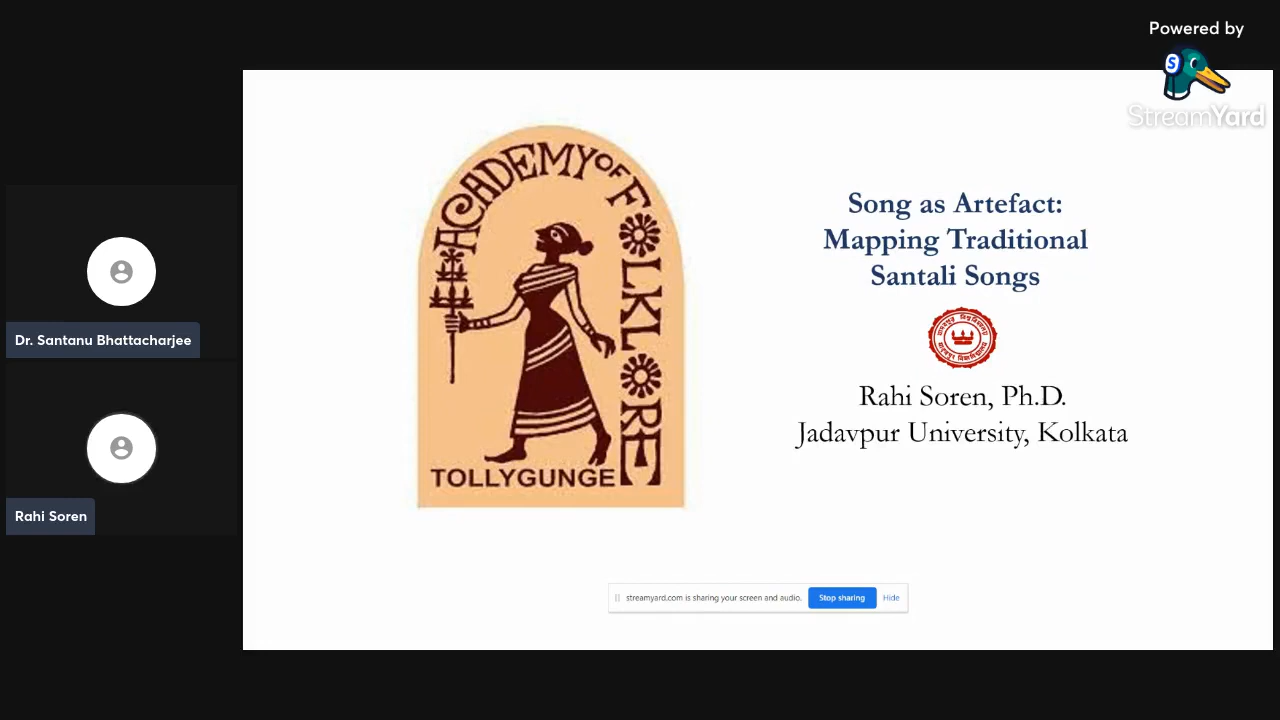 Powered by
StreamYard
ACADEMY OF FOLKLORE
TOLLYGUNGE
Song as Artefact:
Mapping Traditional
Santali Songs
Rahi Soren, Ph.D.
Jadavpur University, Kolkata
Dr. Santanu Bhattacharjee
Rahi Soren
streamyard.com is sharing your screen and audio. Stop sharing Hide